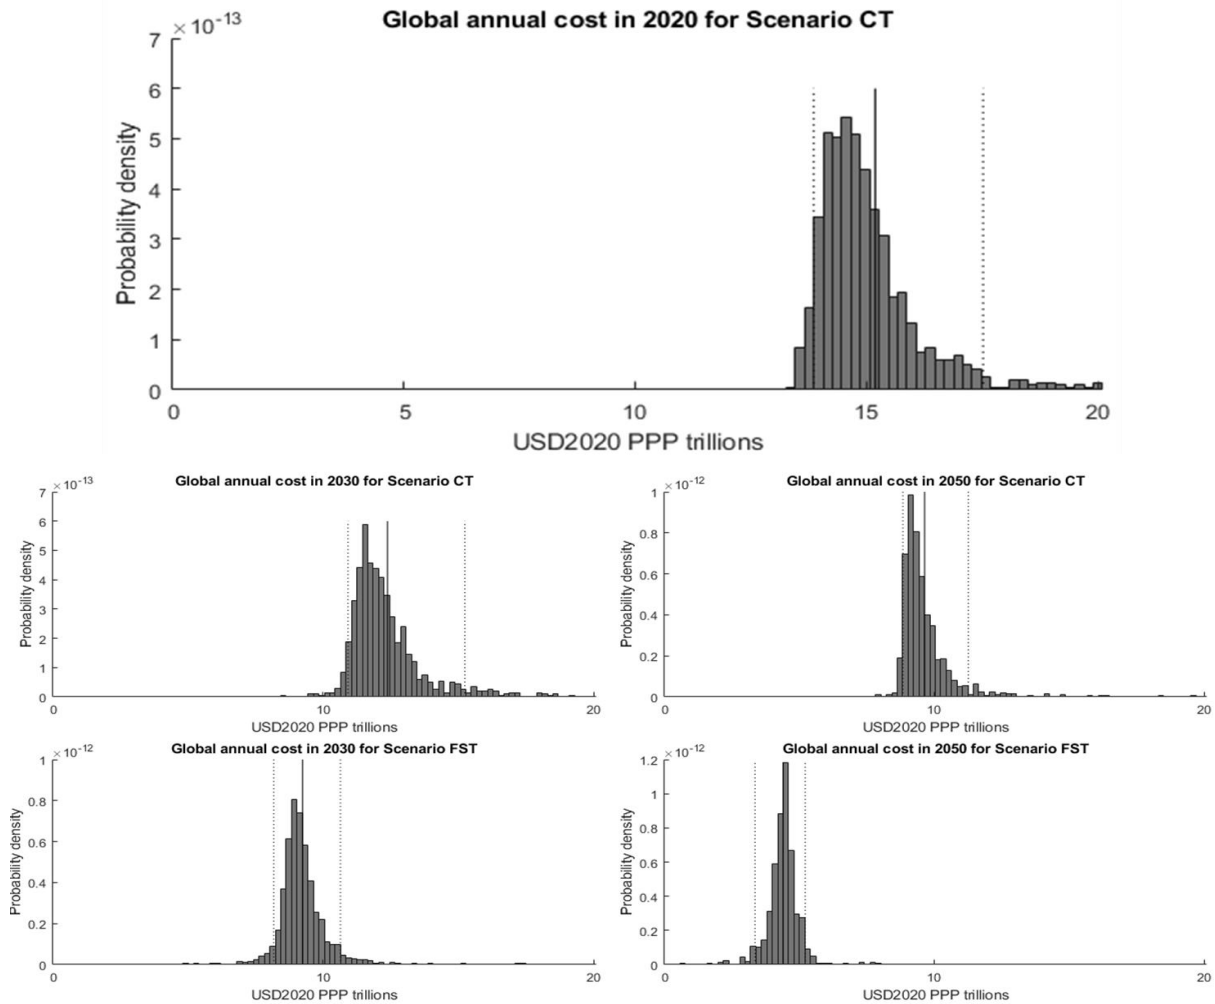 Global annual cost in 2020 for Scenario CT
× 10⁻¹³
7
6
5
4
3
2
1
0
Probability density
0 5 10 15 20
USD2020 PPP trillions
Global annual cost in 2030 for Scenario CT
× 10⁻¹³
7
6
5
4
3
2
1
0
Probability density
0 10 20
USD2020 PPP trillions
Global annual cost in 2050 for Scenario CT
× 10⁻¹²
1
0.8
0.6
0.4
0.2
0
Probability density
0 10 20
USD2020 PPP trillions
Global annual cost in 2030 for Scenario FST
× 10⁻¹²
1
0.8
0.6
0.4
0.2
0
Probability density
0 10 20
USD2020 PPP trillions
Global annual cost in 2050 for Scenario FST
× 10⁻¹²
1.2
1
0.8
0.6
0.4
0.2
0
Probability density
0 10 20
USD2020 PPP trillions